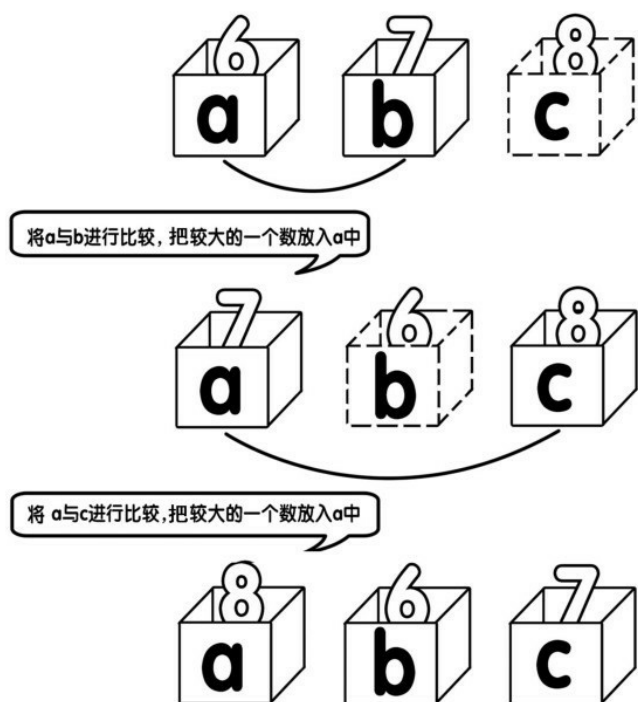 6 7 8
a b c
将a与b进行比较，把较大的一个数放入a中
7 6 8
a b c
将 a与c进行比较,把较大的一个数放入a中
8 6 7
a b c